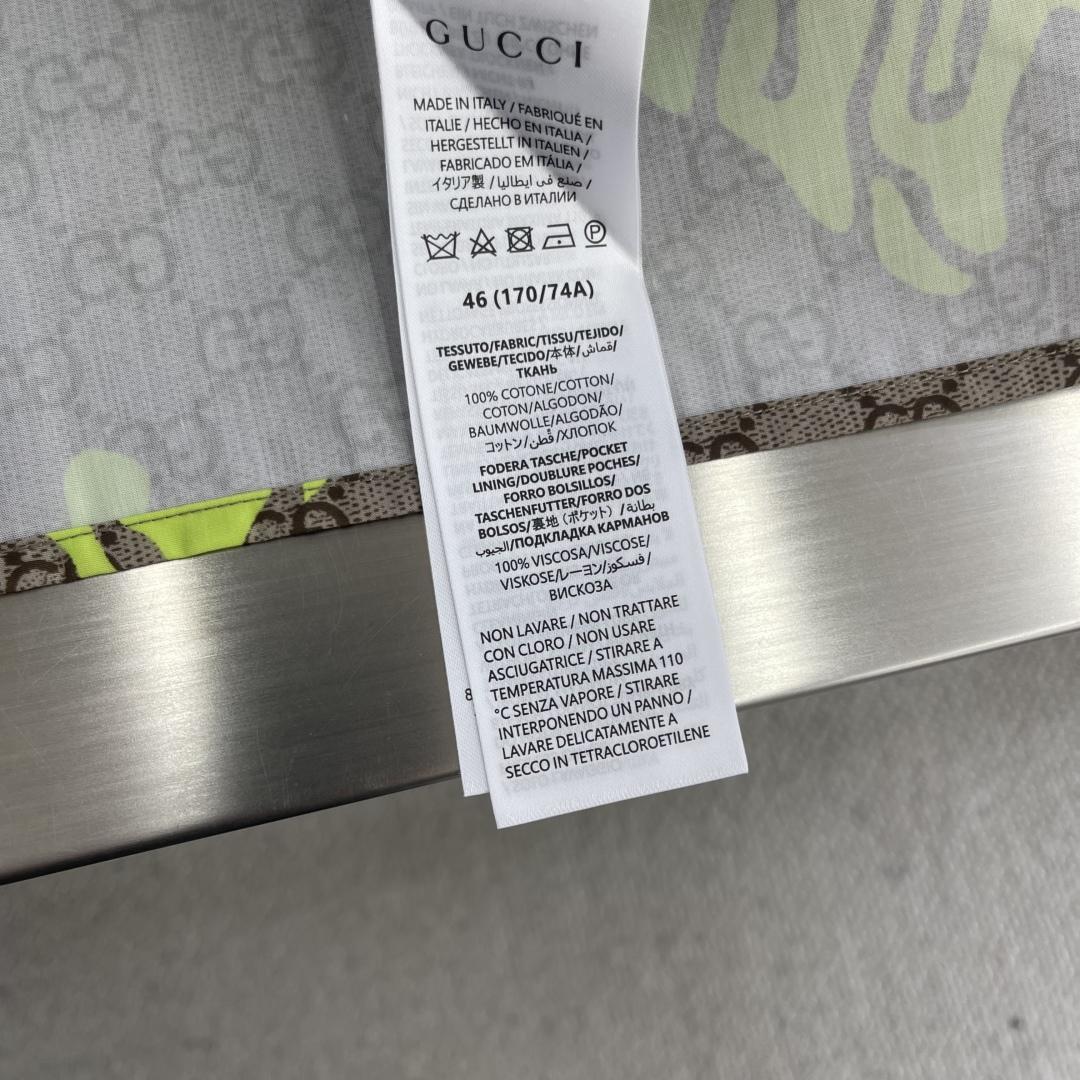 GUCCI
MADE IN ITALY / FABRIQUÉ EN
ITALIE / HECHO EN ITALIA /
HERGESTELLT IN ITALIEN /
FABRICADO EM ITÁLIA /
イタリア製 / صنع فى ايطاليا /
СДЕЛАНО В ИТАЛИИ
P
46 (170/74A)
TESSUTO/FABRIC/TISSU/TEJIDO/
GEWEBE/TECIDO/本体/قماش/
ТКАНЬ
100% COTONE/COTTON/
COTON/ALGODON/
BAUMWOLLE/ALGODÃO/
コットン/قُطن/ХЛОПОК
FODERA TASCHE/POCKET
LINING/DOUBLURE POCHES/
FORRO BOLSILLOS/
TASCHENFUTTER/FORRO DOS
BOLSOS/裏地（ポケット）/بطانة
الجيوب/ПОДКЛАДКА КАРМАНОВ
100% VISCOSA/VISCOSE/
VISKOSE/レーヨン/فسكوز/
ВИСКОЗА
NON LAVARE / NON TRATTARE
CON CLORO / NON USARE
ASCIUGATRICE / STIRARE A
TEMPERATURA MASSIMA 110
°C SENZA VAPORE / STIRARE
INTERPONENDO UN PANNO /
LAVARE DELICATAMENTE A
SECCO IN TETRACLOROETILENE
8